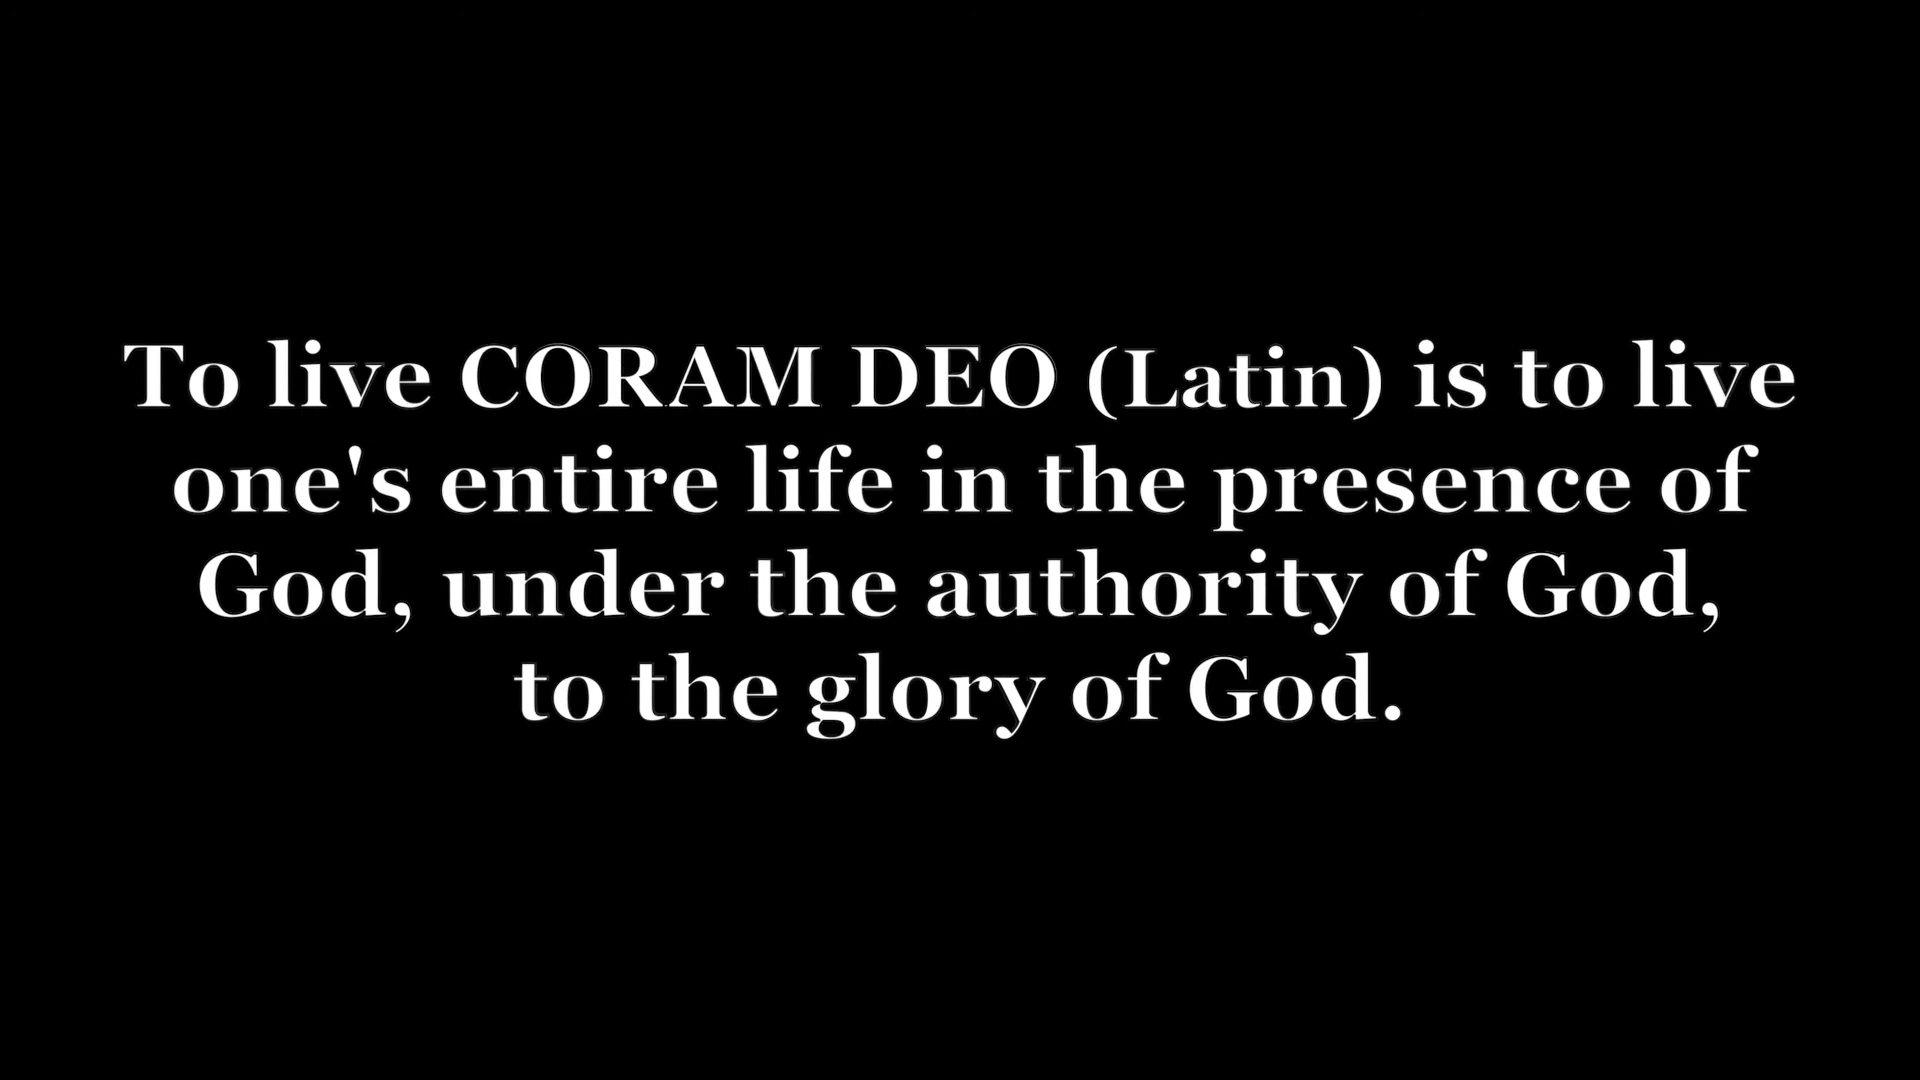 To live CORAM DEO (Latin) is to live
one's entire life in the presence of
God, under the authority of God,
to the glory of God.